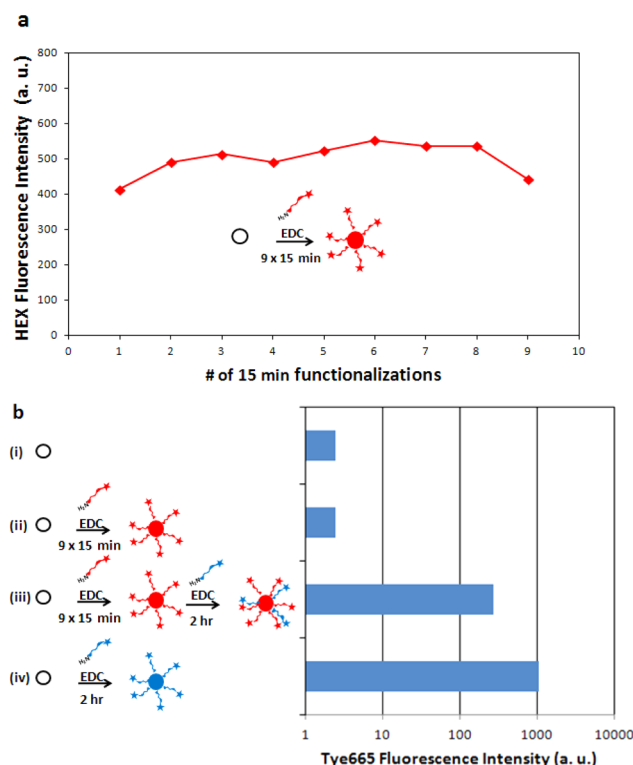 a
HEX Fluorescence Intensity (a. u.)
800
700
600
500
400
300
200
100
0
H₂N
EDC
9 x 15 min
0 1 2 3 4 5 6 7 8 9 10
# of 15 min functionalizations
b
(i)
(ii)
H₂N
EDC
9 x 15 min
(iii)
H₂N
EDC
9 x 15 min
H₂N
EDC
2 hr
(iv)
H₂N
EDC
2 hr
1 10 100 1000 10000
Tye665 Fluorescence Intensity (a. u.)